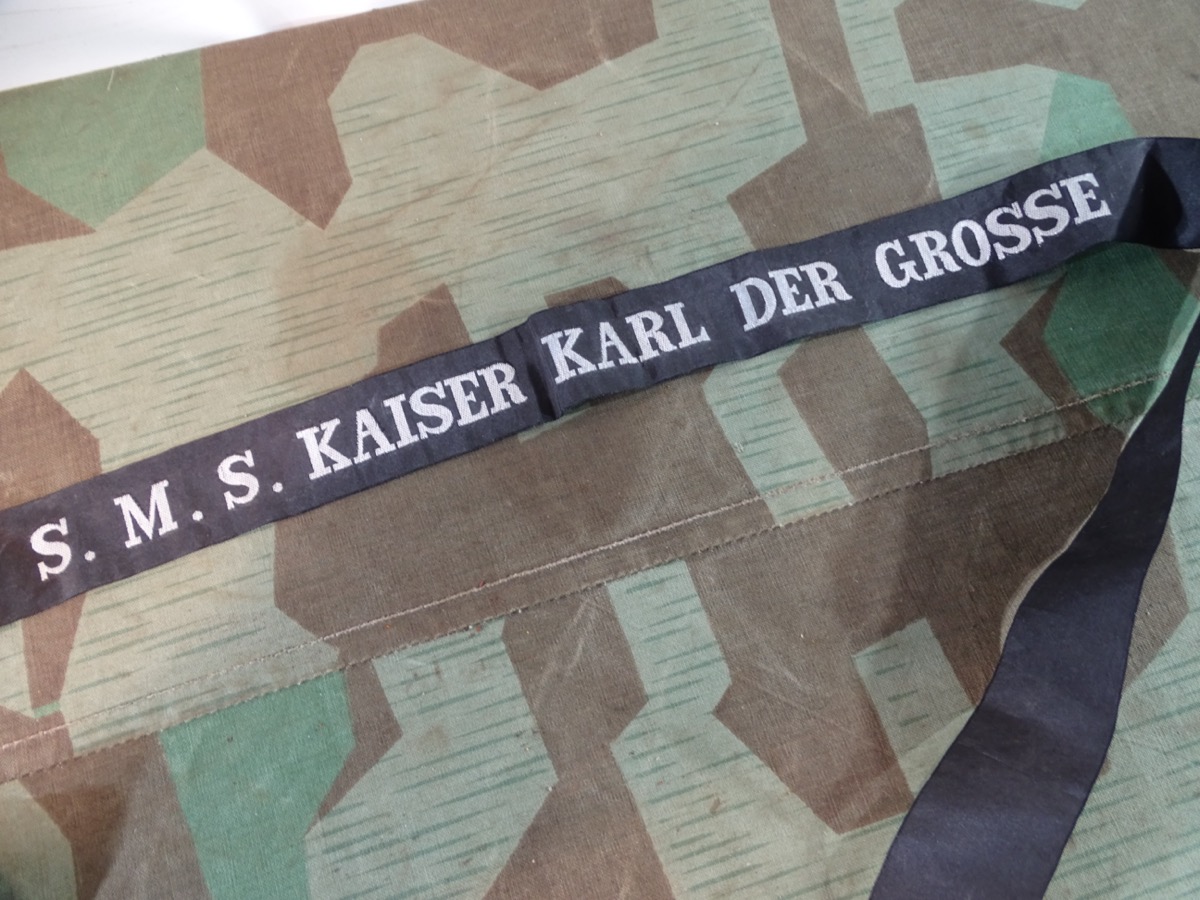 S. M. S. KAISER KARL DER GROSSE